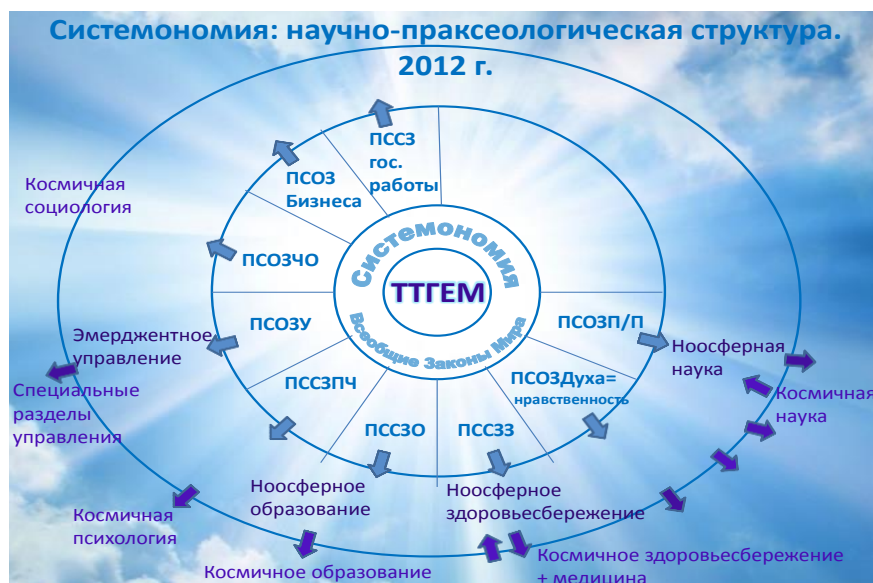 Системономия: научно-праксеологическая структура.
2012 г.
ПССЗ
гос.
работы
ПСОЗ
Бизнеса
Космичная
социология
ПСОЗЧО
Системономия
ТТГЕМ
Всеобщие Законы Мира
ПСОЗУ
ПСОЗП/П
Эмерджентное
управление
Ноосферная
наука
ПССЗПЧ
ПСОЗДуха=
нравственность
Специальные
разделы
управления
Космичная
наука
ПССЗО
ПССЗЗ
Ноосферное
образование
Ноосферное
здоровьесбережение
Космичная
психология
Космичное образование
Космичное здоровьесбережение
+ медицина